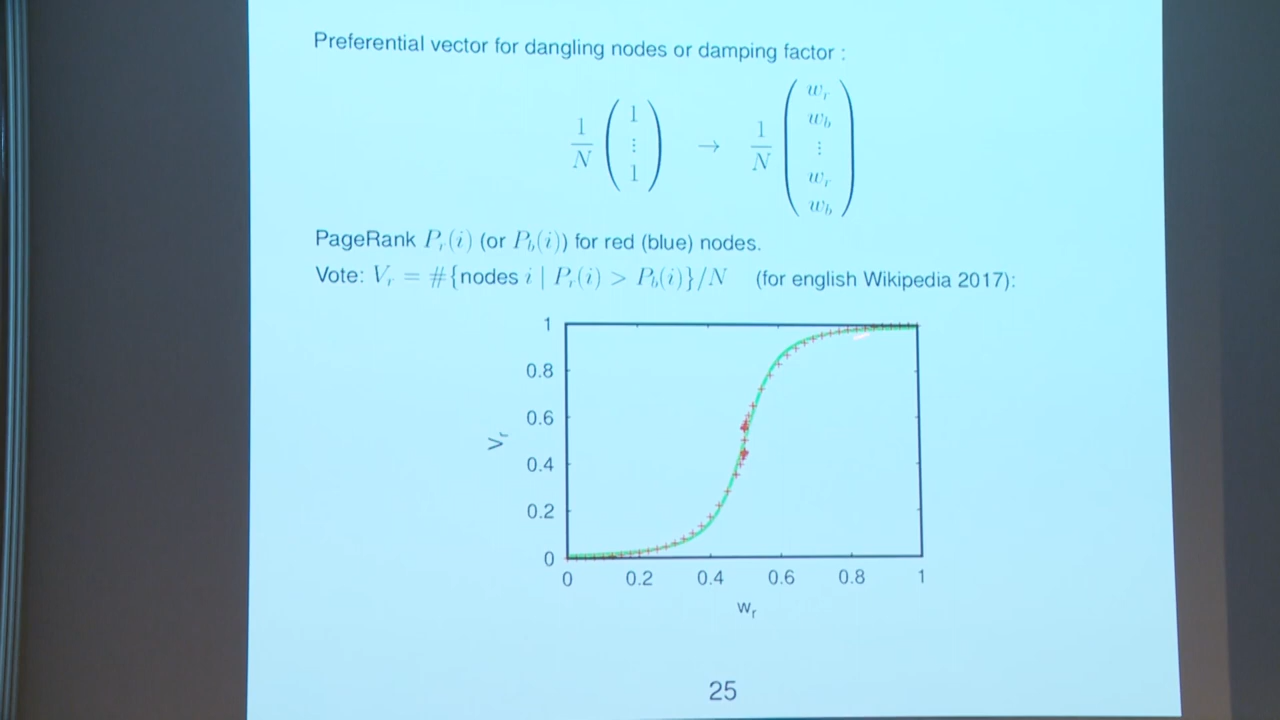 Preferential vector for dangling nodes or damping factor :
1/N ( 1 ⋮ 1 ) → 1/N ( w_r w_b ⋮ w_r w_b )
PageRank P_r(i) (or P_b(i)) for red (blue) nodes.
Vote: V_r = #{nodes i | P_r(i) > P_b(i)}/N (for english Wikipedia 2017):
1
0.8
0.6
V_r
0.4
0.2
0
0 0.2 0.4 0.6 0.8 1
w_r
25